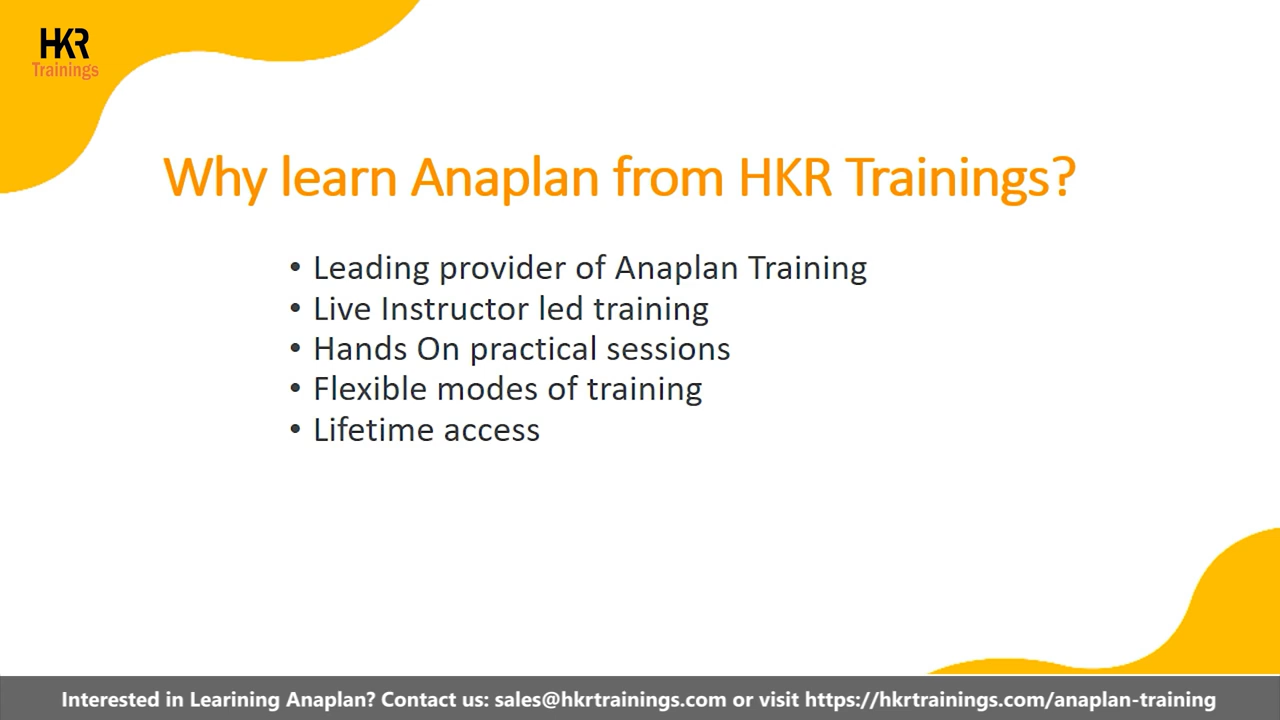 HKR
Trainings
Why learn Anaplan from HKR Trainings?
• Leading provider of Anaplan Training
• Live Instructor led training
• Hands On practical sessions
• Flexible modes of training
• Lifetime access
Interested in Learining Anaplan? Contact us: sales@hkrtrainings.com or visit https://hkrtrainings.com/anaplan-training